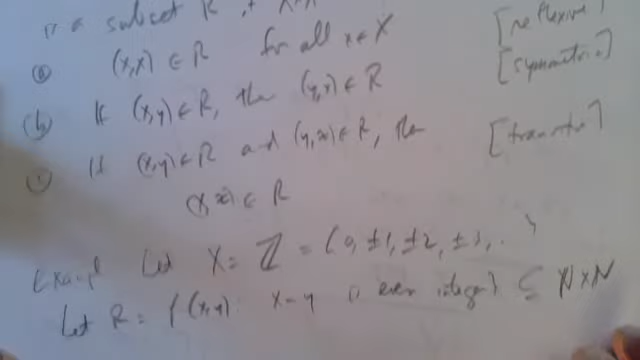 is a subset R of X×X
(a) (x,x) ∈ R for all x ∈ X [reflexive]
(b) If (x,y) ∈ R, then (y,x) ∈ R [symmetric]
(c) If (x,y) ∈ R and (y,z) ∈ R, then [transitive]
(x,z) ∈ R
Example Let X = ℤ = {0, ±1, ±2, ±3, ..}
Let R = {(x,y): x-y is even integer} ⊆ N×N